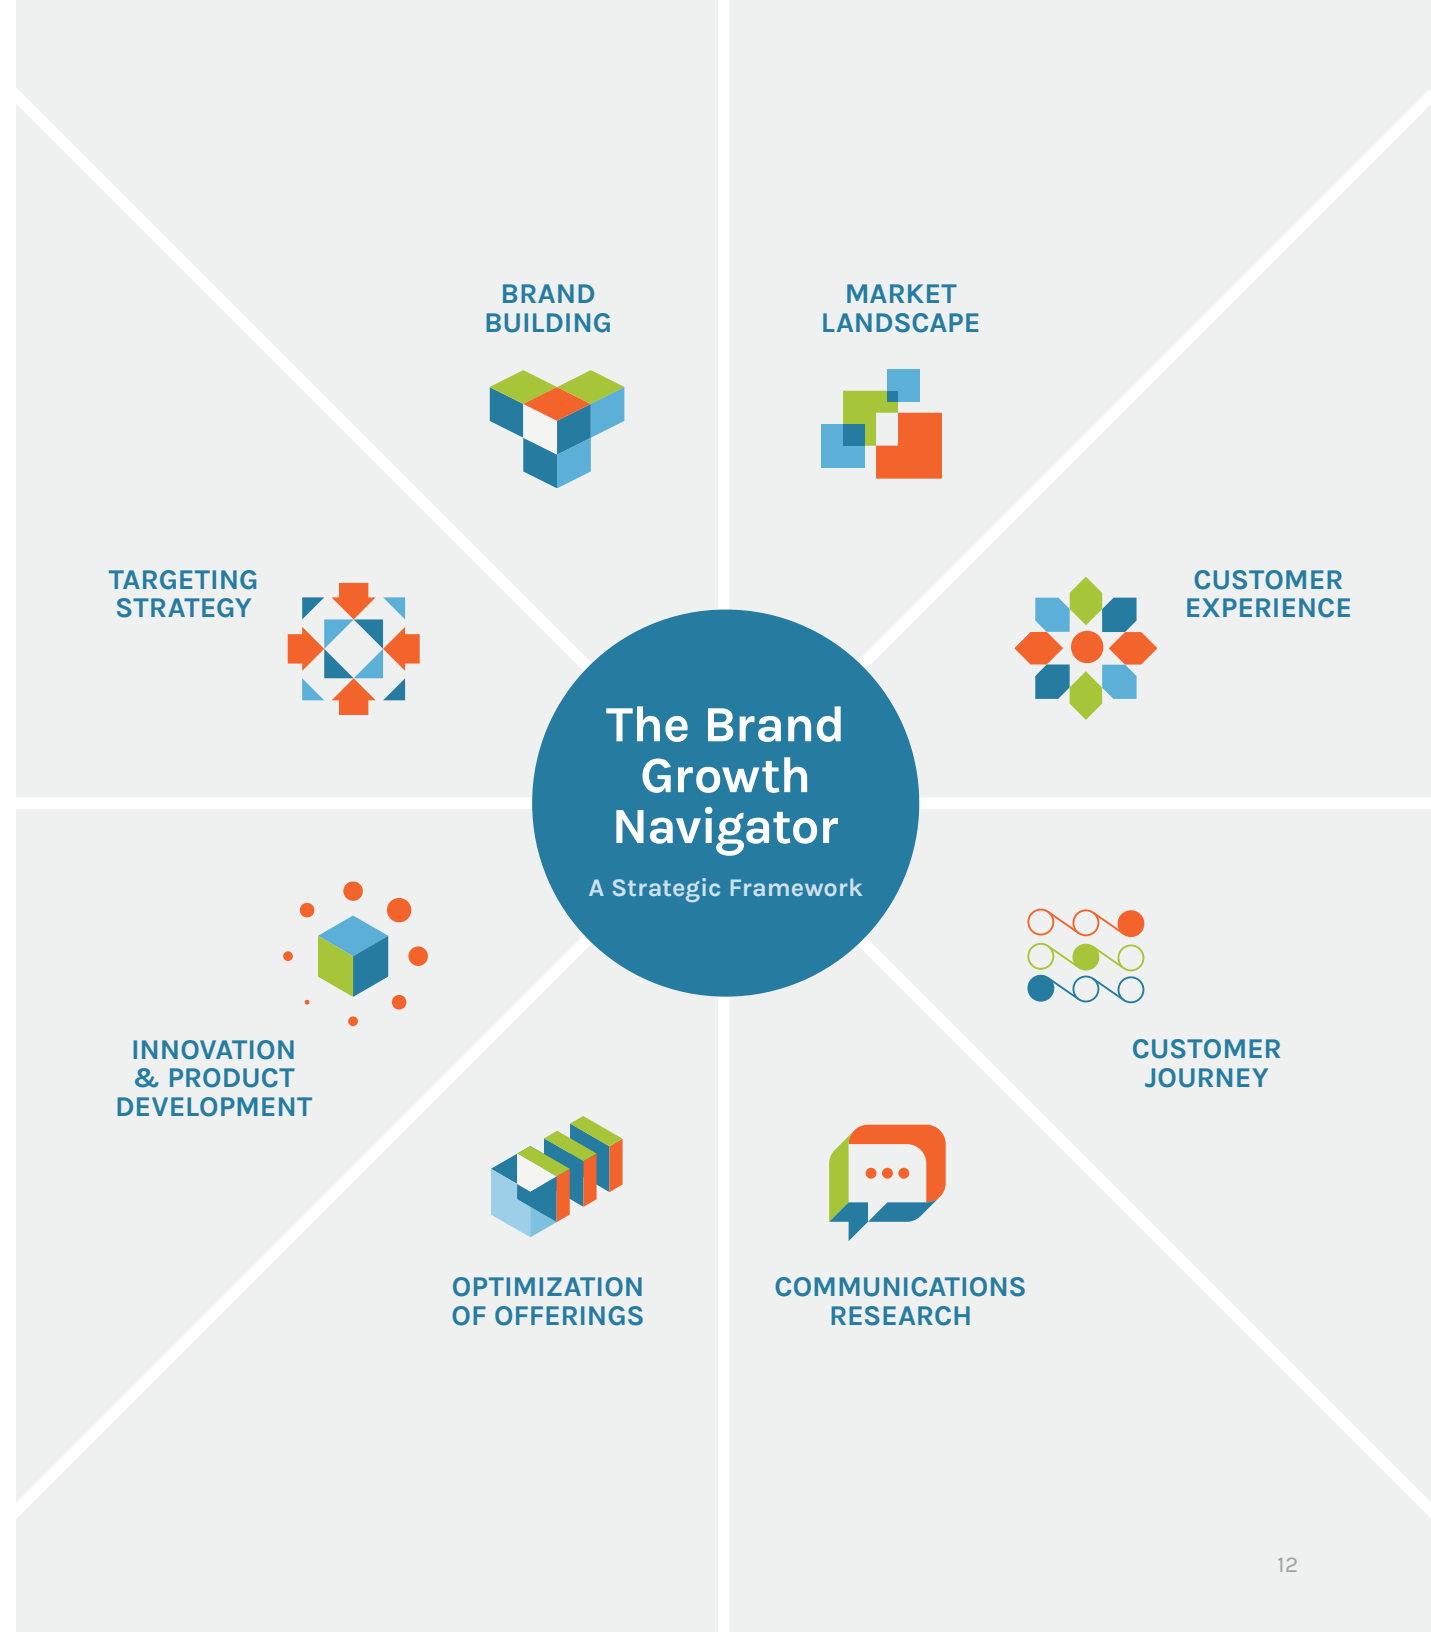 BRAND
BUILDING
MARKET
LANDSCAPE
TARGETING
STRATEGY
CUSTOMER
EXPERIENCE
The Brand
Growth
Navigator
A Strategic Framework
INNOVATION
& PRODUCT
DEVELOPMENT
CUSTOMER
JOURNEY
OPTIMIZATION
OF OFFERINGS
COMMUNICATIONS
RESEARCH
12